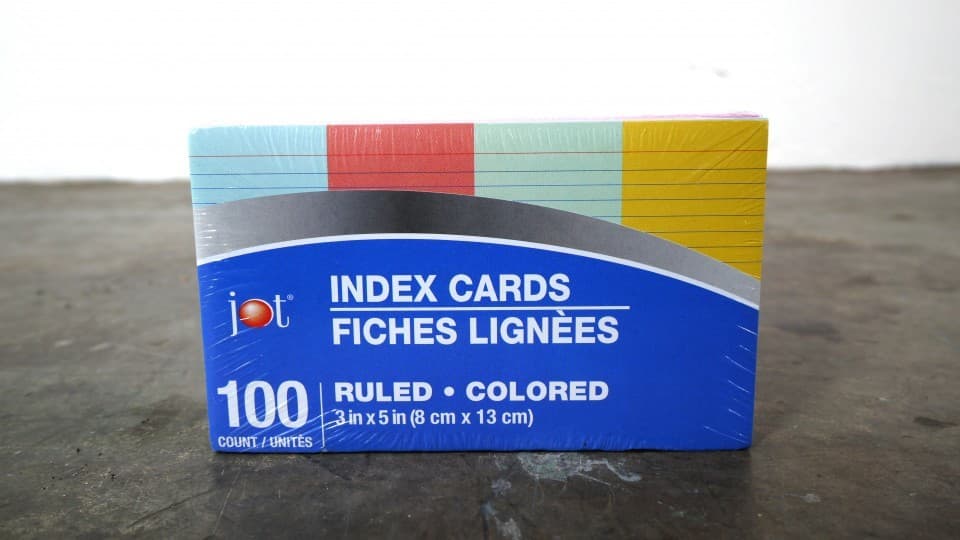 jot®
INDEX CARDS
FICHES LIGNÈES
100
COUNT / UNITÉS
RULED • COLORED
3 in x 5 in (8 cm x 13 cm)